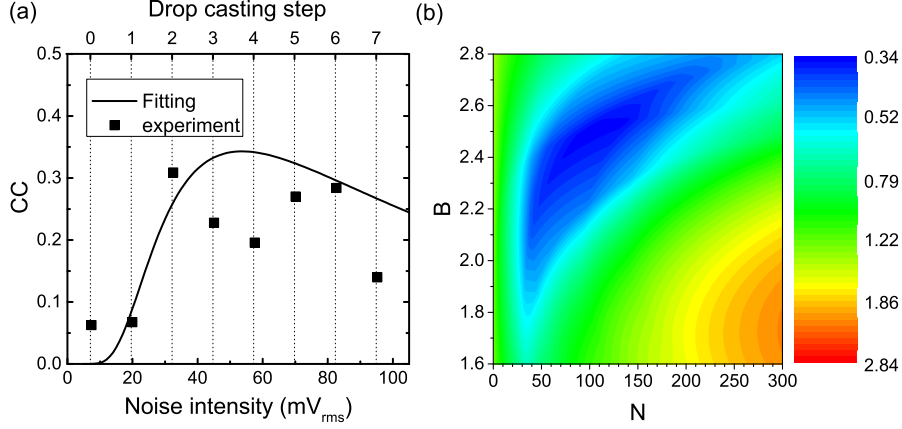 (a)
Drop casting step
0 1 2 3 4 5 6 7
0.5
0.4
0.3
0.2
0.1
0.0
CC
Fitting
experiment
0 20 40 60 80 100
Noise intensity (mVrms)
(b)
2.8
2.6
2.4
2.2
2.0
1.8
1.6
B
0 50 100 150 200 250 300
N
0.34
0.52
0.79
1.22
1.86
2.84